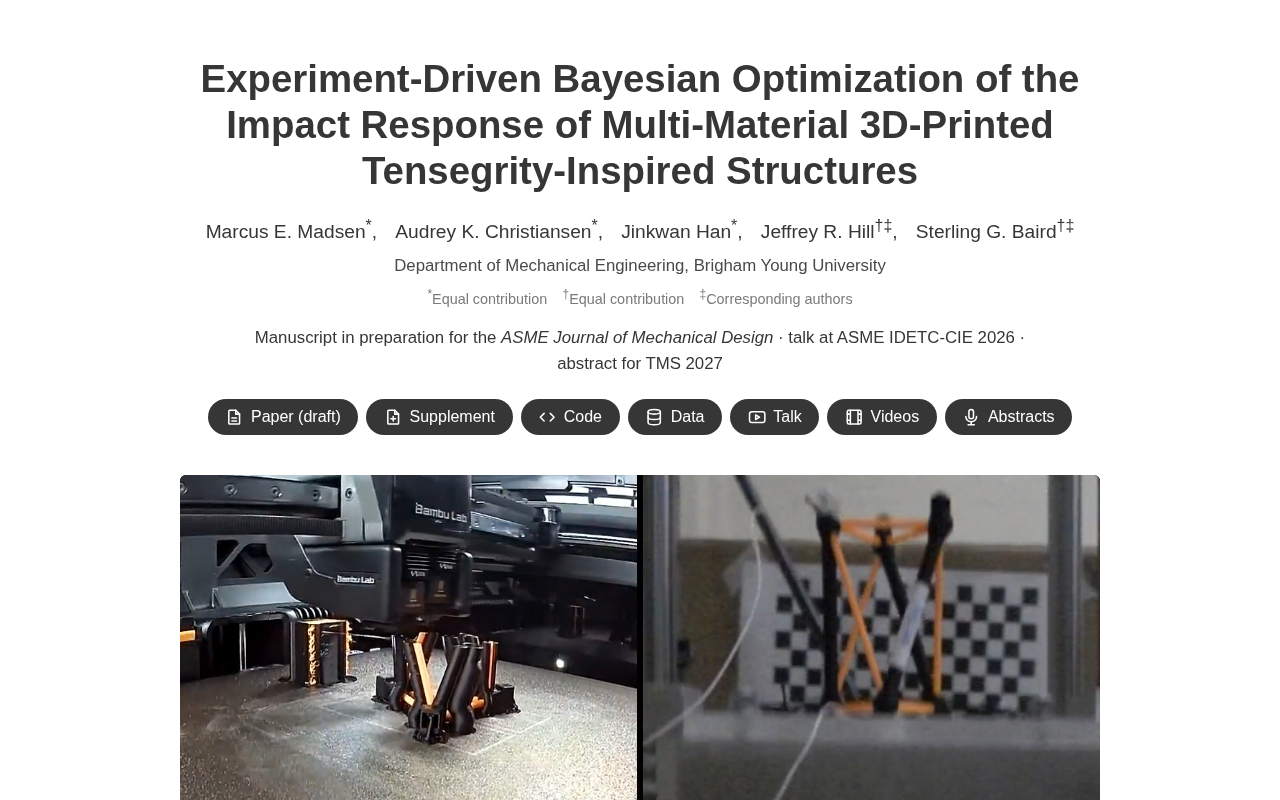 Experiment-Driven Bayesian Optimization of the
Impact Response of Multi-Material 3D-Printed
Tensegrity-Inspired Structures
Marcus E. Madsen*, Audrey K. Christiansen*, Jinkwan Han*, Jeffrey R. Hill†‡, Sterling G. Baird†‡
Department of Mechanical Engineering, Brigham Young University
*Equal contribution †Equal contribution ‡Corresponding authors
Manuscript in preparation for the ASME Journal of Mechanical Design · talk at ASME IDETC-CIE 2026 ·
abstract for TMS 2027
Paper (draft) Supplement Code Data Talk Videos Abstracts
Bambu Lab
Bambu Lab